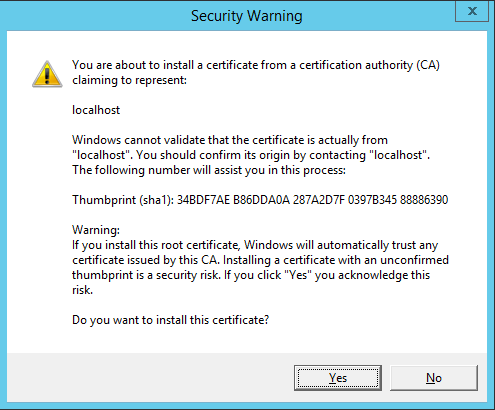 Security Warning
x
You are about to install a certificate from a certification authority (CA)
claiming to represent:
localhost
Windows cannot validate that the certificate is actually from
"localhost". You should confirm its origin by contacting "localhost".
The following number will assist you in this process:
Thumbprint (sha1): 34BDF7AE B86DDA0A 287A2D7F 0397B345 88886390
Warning:
If you install this root certificate, Windows will automatically trust any
certificate issued by this CA. Installing a certificate with an unconfirmed
thumbprint is a security risk. If you click "Yes" you acknowledge this
risk.
Do you want to install this certificate?
Yes
No